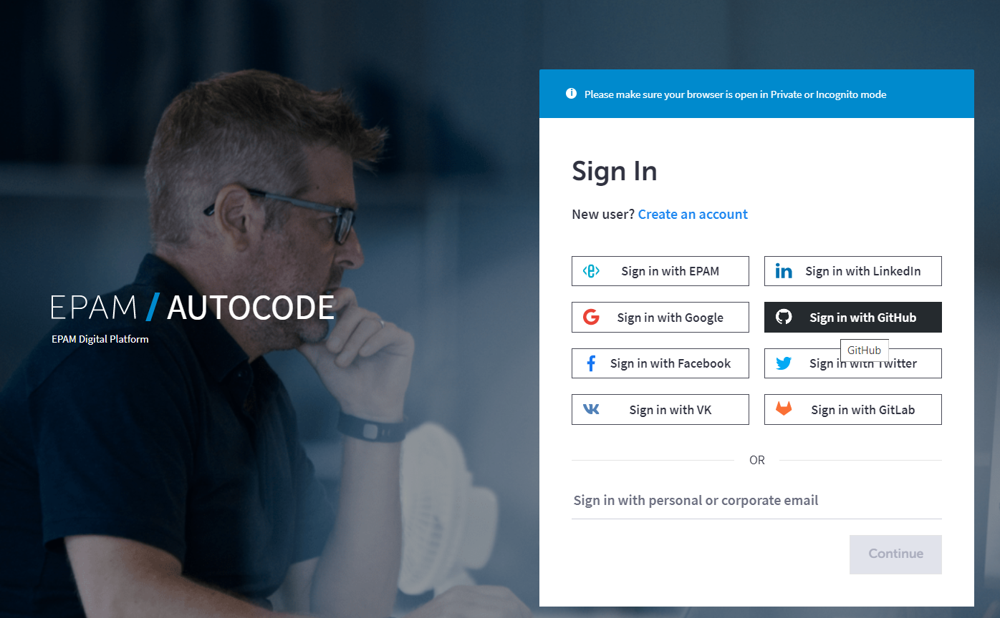 Please make sure your browser is open in Private or Incognito mode
Sign In
New user? Create an account
Sign in with EPAM
Sign in with LinkedIn
Sign in with Google
Sign in with GitHub
GitHub
Sign in with Facebook
Sign in with Twitter
Sign in with VK
Sign in with GitLab
OR
Sign in with personal or corporate email
Continue
EPAM / AUTOCODE
EPAM Digital Platform